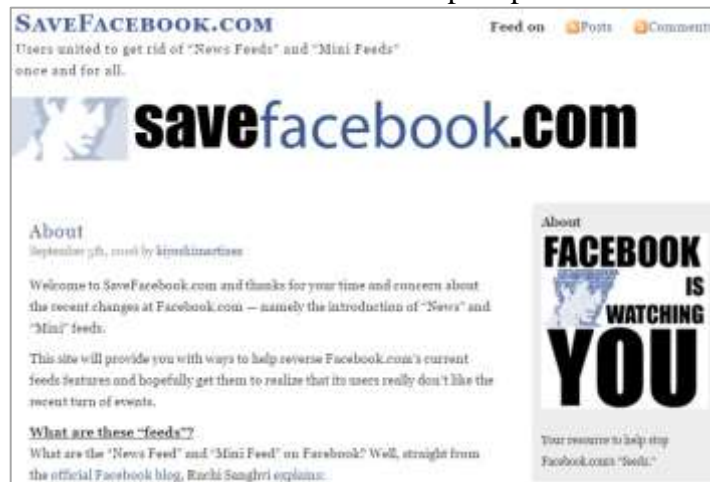 SAVEFACEBOOK.COM
Users united to get rid of "News Feeds" and "Mini Feeds"
once and for all.
Feed on Posts Comments
savefacebook.com
About
September 5th, 2006 by kiyoshimartinez
Welcome to SaveFacebook.com and thanks for your time and concern about
the recent changes at Facebook.com — namely the introduction of "News" and
"Mini" feeds.
This site will provide you with ways to help reverse Facebook.com's current
feeds features and hopefully get them to realize that its users really don't like the
recent turn of events.
What are these "feeds"?
What are the "News Feed" and "Mini Feed" on Facebook? Well, straight from
the official Facebook blog, Ruchi Sanghvi explains:
About
FACEBOOK
IS
WATCHING
YOU
Your resource to help stop
Facebook.com's "feeds."